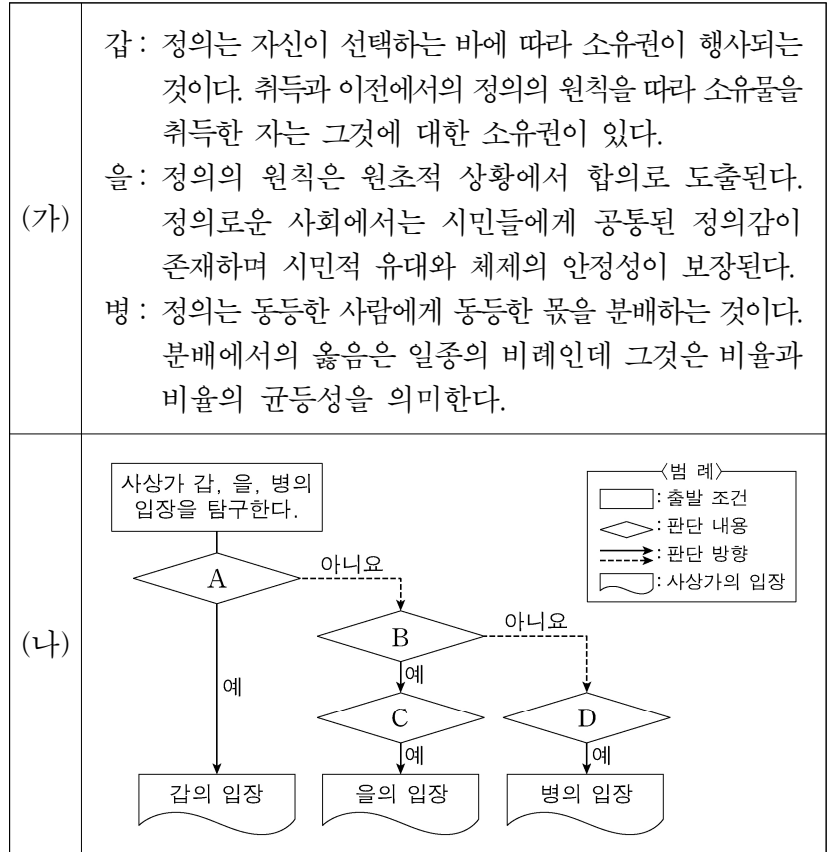 (가)
갑 : 정의는 자신이 선택하는 바에 따라 소유권이 행사되는
것이다. 취득과 이전에서의 정의의 원칙을 따라 소유물을
취득한 자는 그것에 대한 소유권이 있다.
을 : 정의의 원칙은 원초적 상황에서 합의로 도출된다.
정의로운 사회에서는 시민들에게 공통된 정의감이
존재하며 시민적 유대와 체제의 안정성이 보장된다.
병 : 정의는 동등한 사람에게 동등한 몫을 분배하는 것이다.
분배에서의 옳음은 일종의 비례인데 그것은 비율과
비율의 균등성을 의미한다.
(나)
사상가 갑, 을, 병의
입장을 탐구한다.
〈범 례〉
: 출발 조건
: 판단 내용
: 판단 방향
: 사상가의 입장
A
아니요
B
아니요
예
예
C
D
예
예
갑의 입장
을의 입장
병의 입장